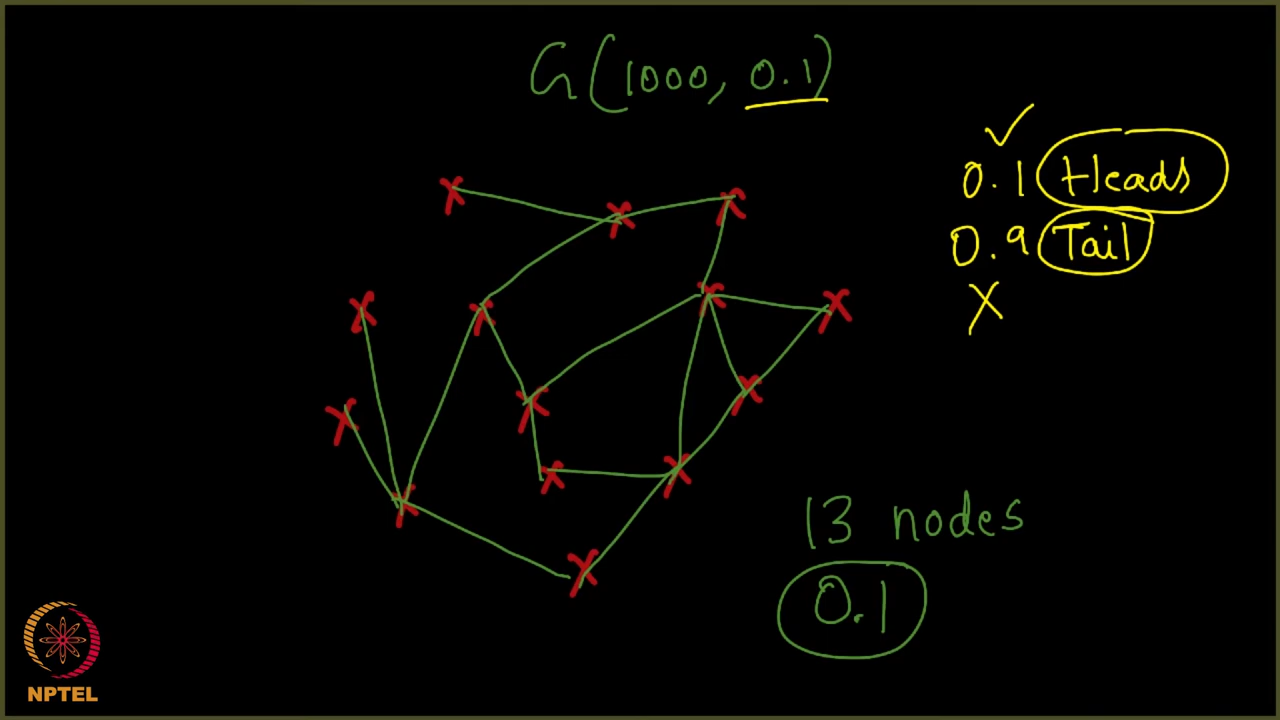 G(1000, 0.1)
✓
0.1 Heads
0.9 Tail
X
13 nodes
0.1
NPTEL